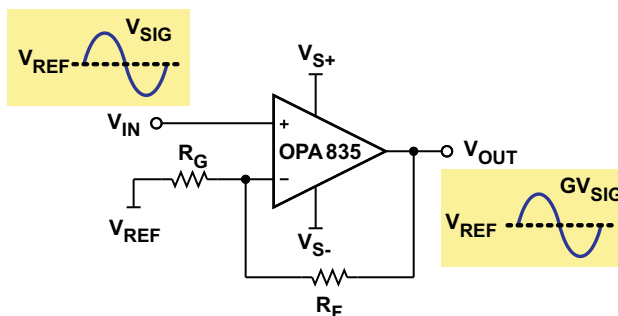 VSIG
VREF
VS+
VIN
+
OPA835
VOUT
RG
−
GVSIG
VREF
VS-
VREF
RF